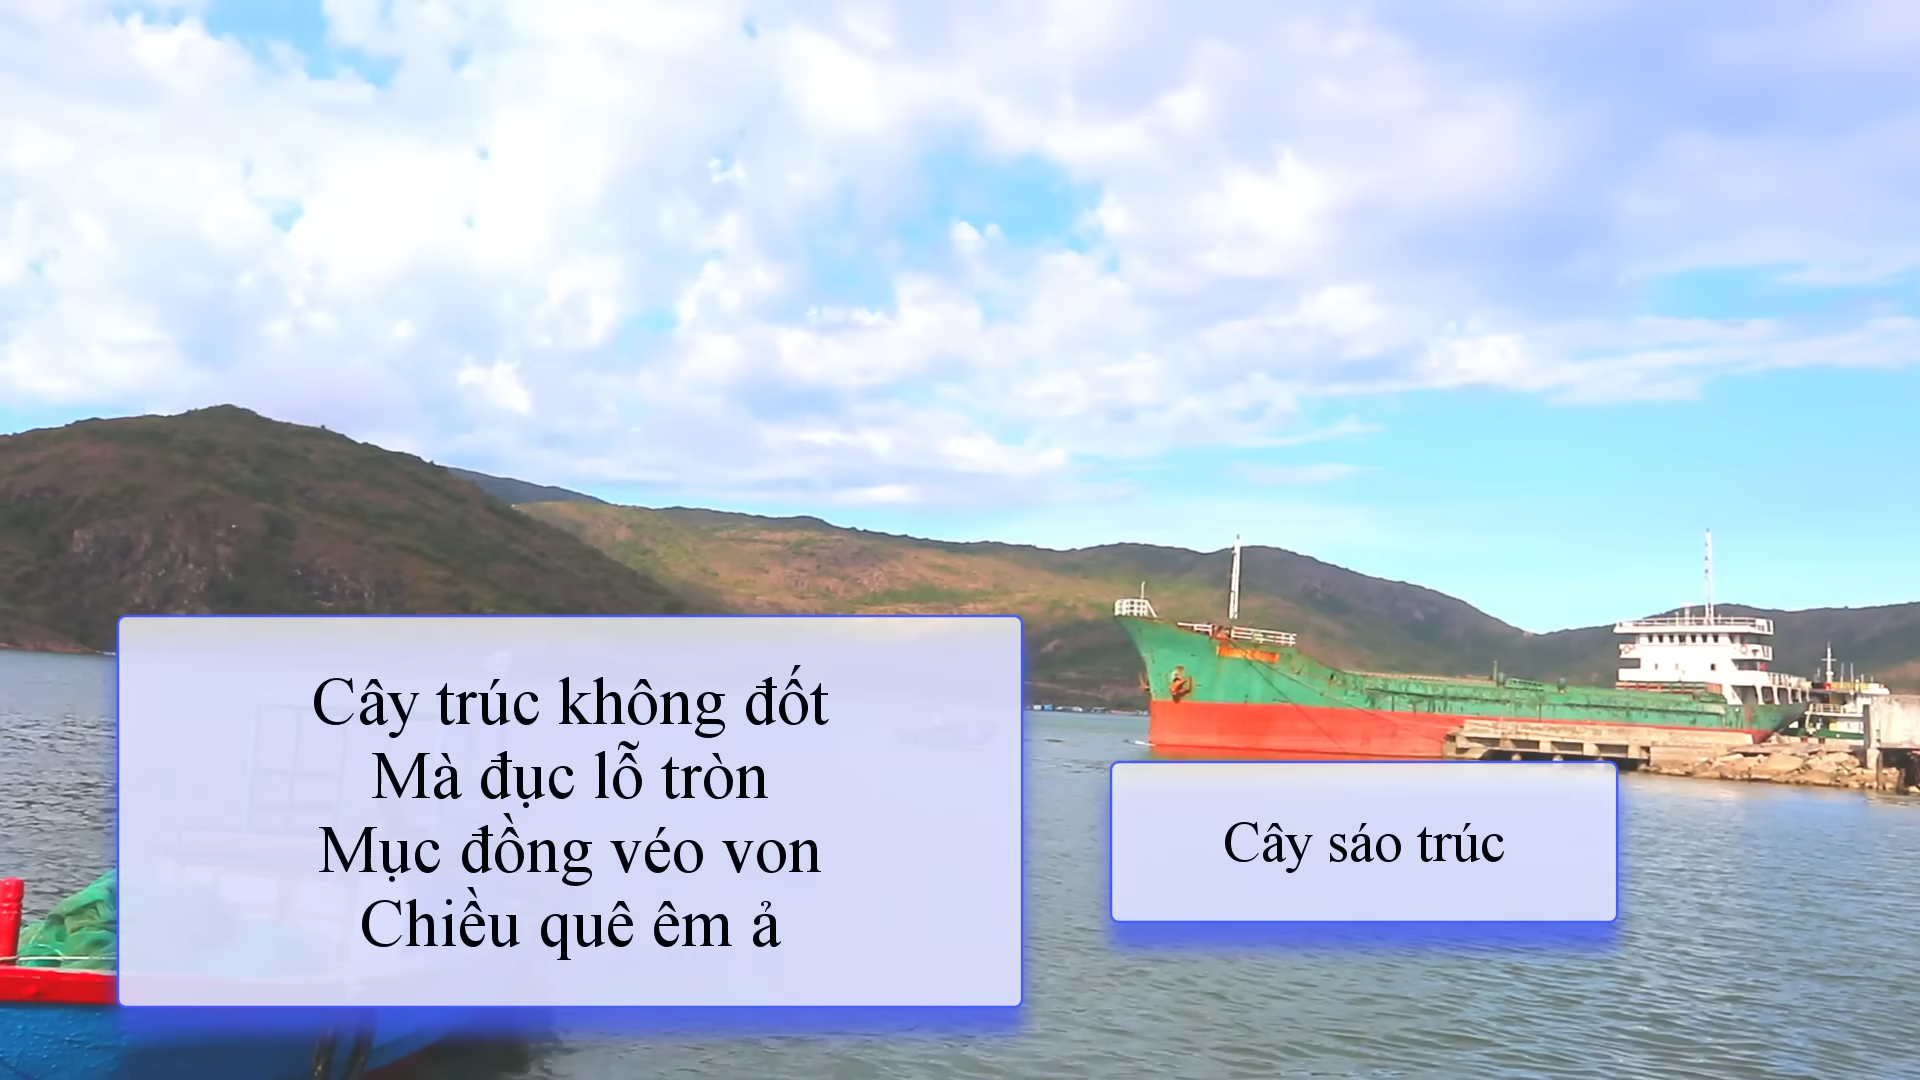 Cây trúc không đốt
Mà đục lỗ tròn
Mục đồng véo von
Chiều quê êm ả
Cây sáo trúc